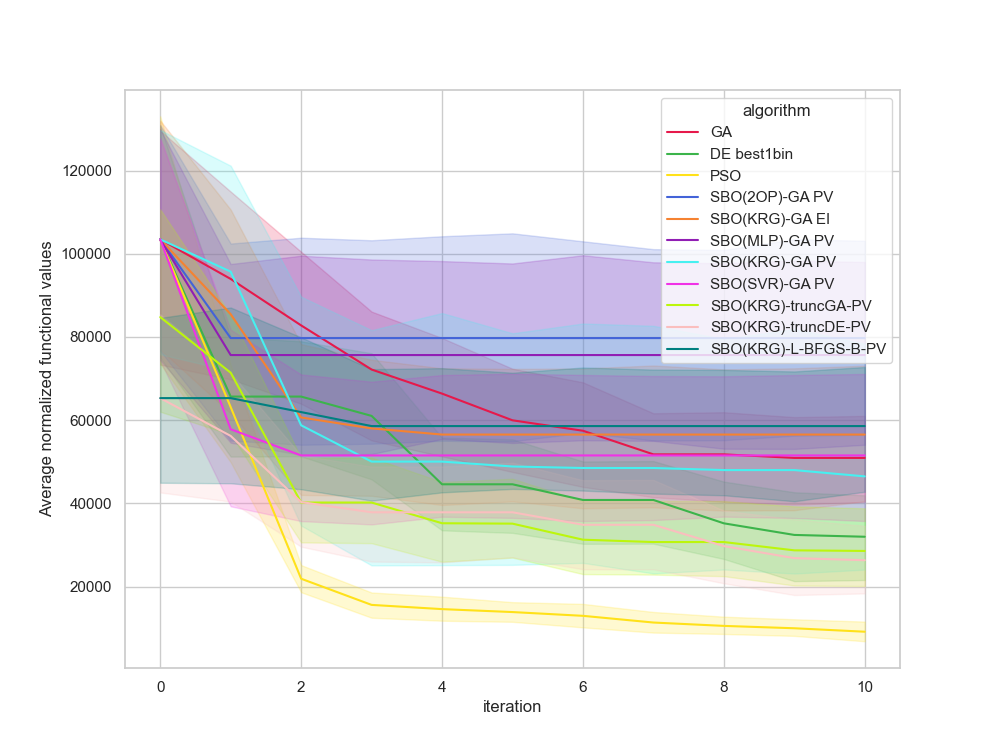 Average normalized functional values
120000
100000
80000
60000
40000
20000
0
2
4
6
8
10
iteration
algorithm
GA
DE best1bin
PSO
SBO(2OP)-GA PV
SBO(KRG)-GA EI
SBO(MLP)-GA PV
SBO(KRG)-GA PV
SBO(SVR)-GA PV
SBO(KRG)-truncGA-PV
SBO(KRG)-truncDE-PV
SBO(KRG)-L-BFGS-B-PV